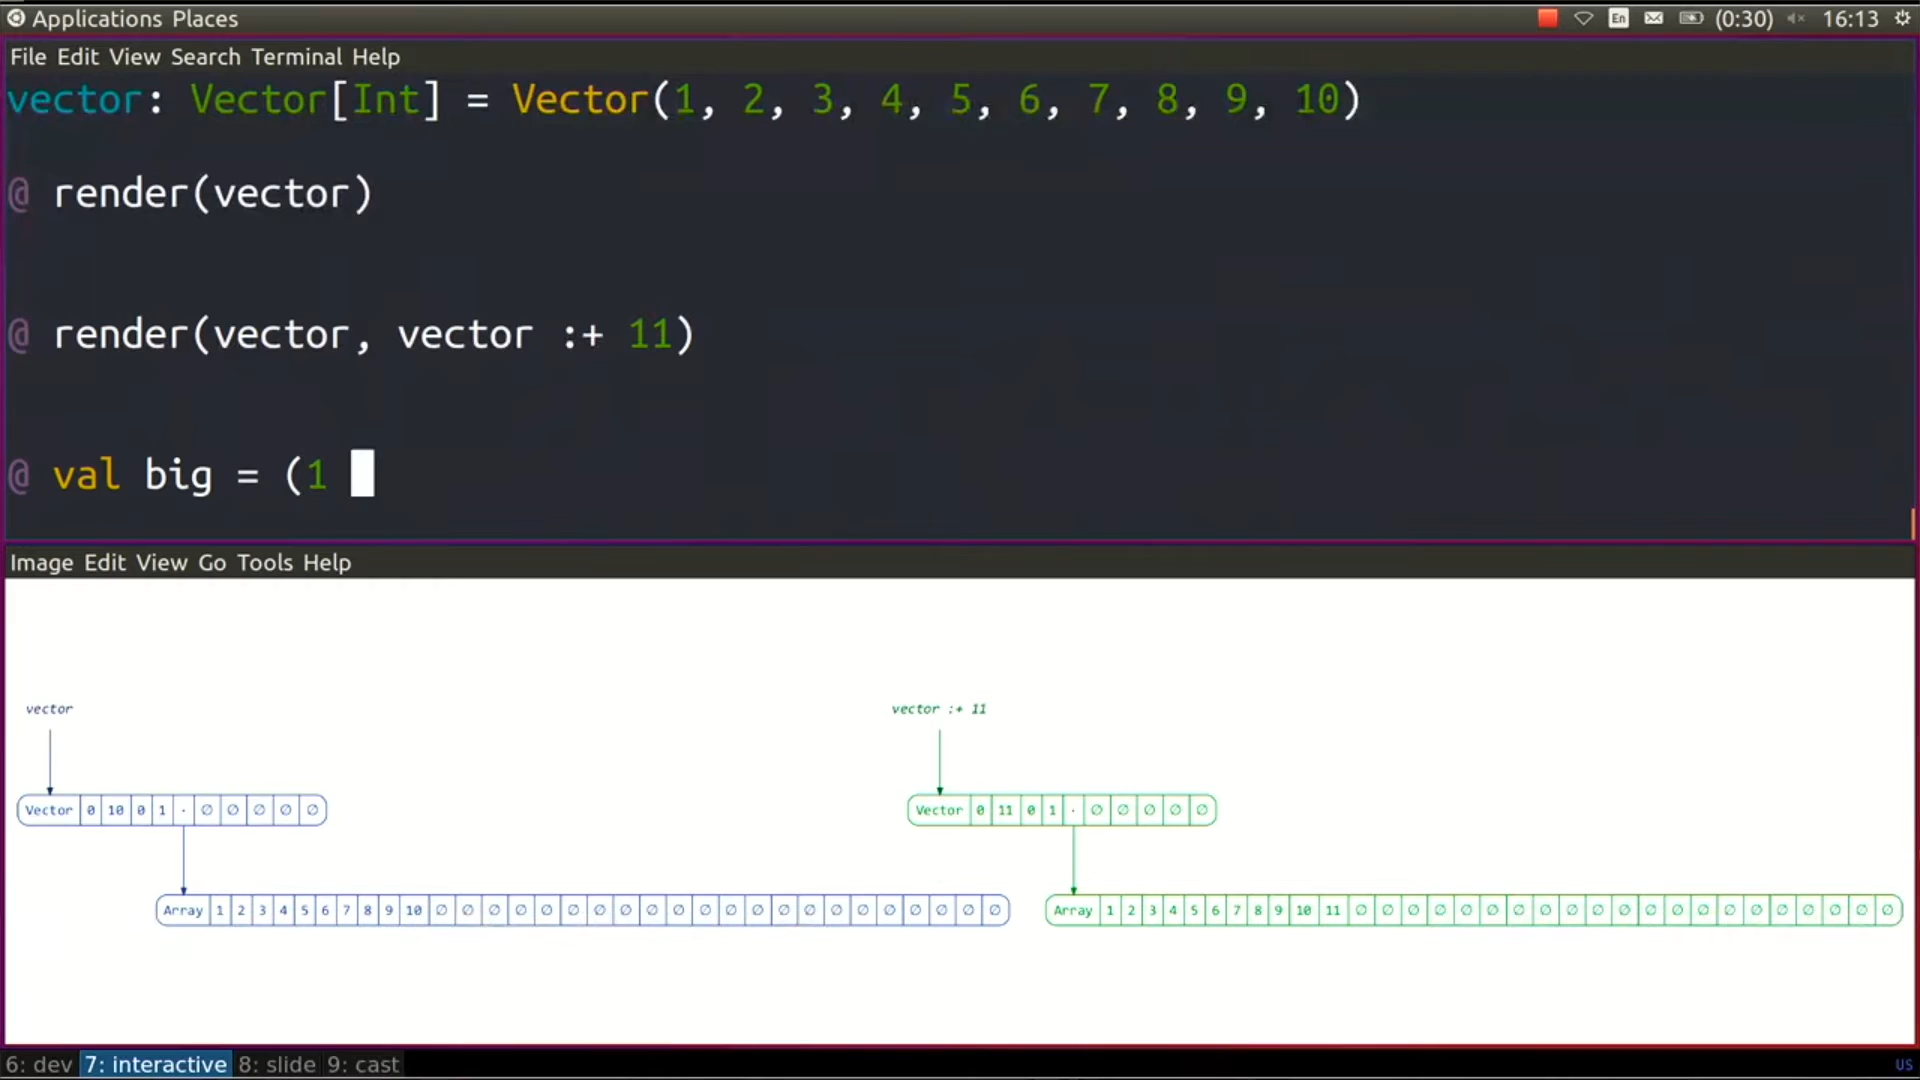 Applications Places En (0:30) 16:13
File Edit View Search Terminal Help
vector: Vector[Int] = Vector(1, 2, 3, 4, 5, 6, 7, 8, 9, 10)
@ render(vector)
@ render(vector, vector :+ 11)
@ val big = (1
Image Edit View Go Tools Help
vector
vector :+ 11
Vector 0 10 0 1 · ∅ ∅ ∅ ∅ ∅
Vector 0 11 0 1 · ∅ ∅ ∅ ∅ ∅
Array 1 2 3 4 5 6 7 8 9 10 ∅ ∅ ∅ ∅ ∅ ∅ ∅ ∅ ∅ ∅ ∅ ∅ ∅ ∅ ∅ ∅ ∅ ∅ ∅ ∅ ∅ ∅
Array 1 2 3 4 5 6 7 8 9 10 11 ∅ ∅ ∅ ∅ ∅ ∅ ∅ ∅ ∅ ∅ ∅ ∅ ∅ ∅ ∅ ∅ ∅ ∅ ∅ ∅ ∅
6: dev 7: interactive 8: slide 9: cast US